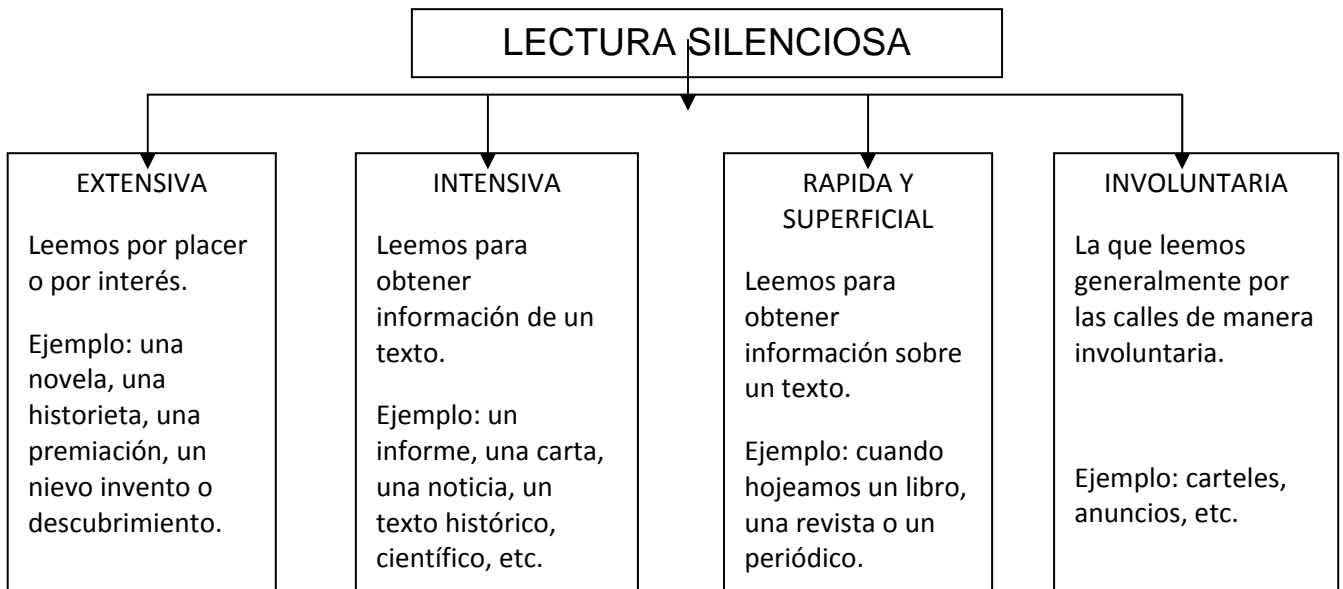 LECTURA SILENCIOSA
EXTENSIVA
Leemos por placer
o por interés.
Ejemplo: una
novela, una
historieta, una
premiación, un
nievo invento o
descubrimiento.
INTENSIVA
Leemos para
obtener
información de un
texto.
Ejemplo: un
informe, una carta,
una noticia, un
texto histórico,
científico, etc.
RAPIDA Y
SUPERFICIAL
Leemos para
obtener
información sobre
un texto.
Ejemplo: cuando
hojeamos un libro,
una revista o un
periódico.
INVOLUNTARIA
La que leemos
generalmente por
las calles de manera
involuntaria.
Ejemplo: carteles,
anuncios, etc.